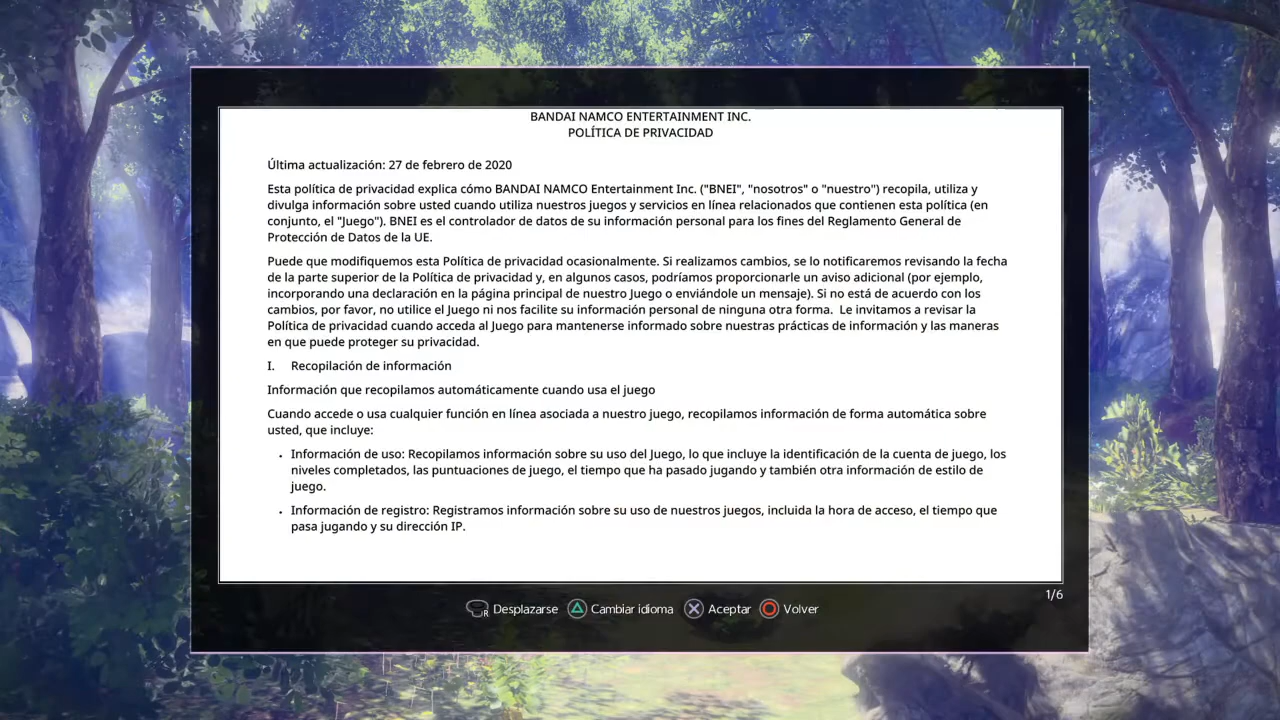 BANDAI NAMCO ENTERTAINMENT INC.
POLÍTICA DE PRIVACIDAD
Última actualización: 27 de febrero de 2020
Esta política de privacidad explica cómo BANDAI NAMCO Entertainment Inc. ("BNEI", "nosotros" o "nuestro") recopila, utiliza y
divulga información sobre usted cuando utiliza nuestros juegos y servicios en línea relacionados que contienen esta política (en
conjunto, el "Juego"). BNEI es el controlador de datos de su información personal para los fines del Reglamento General de
Protección de Datos de la UE.
Puede que modifiquemos esta Política de privacidad ocasionalmente. Si realizamos cambios, se lo notificaremos revisando la fecha
de la parte superior de la Política de privacidad y, en algunos casos, podríamos proporcionarle un aviso adicional (por ejemplo,
incorporando una declaración en la página principal de nuestro Juego o enviándole un mensaje). Si no está de acuerdo con los
cambios, por favor, no utilice el Juego ni nos facilite su información personal de ninguna otra forma.  Le invitamos a revisar la
Política de privacidad cuando acceda al Juego para mantenerse informado sobre nuestras prácticas de información y las maneras
en que puede proteger su privacidad.
I. Recopilación de información
Información que recopilamos automáticamente cuando usa el juego
Cuando accede o usa cualquier función en línea asociada a nuestro juego, recopilamos información de forma automática sobre
usted, que incluye:
• Información de uso: Recopilamos información sobre su uso del Juego, lo que incluye la identificación de la cuenta de juego, los
niveles completados, las puntuaciones de juego, el tiempo que ha pasado jugando y también otra información de estilo de
juego.
• Información de registro: Registramos información sobre su uso de nuestros juegos, incluida la hora de acceso, el tiempo que
pasa jugando y su dirección IP.
1/6
R Desplazarse Cambiar idioma Aceptar Volver